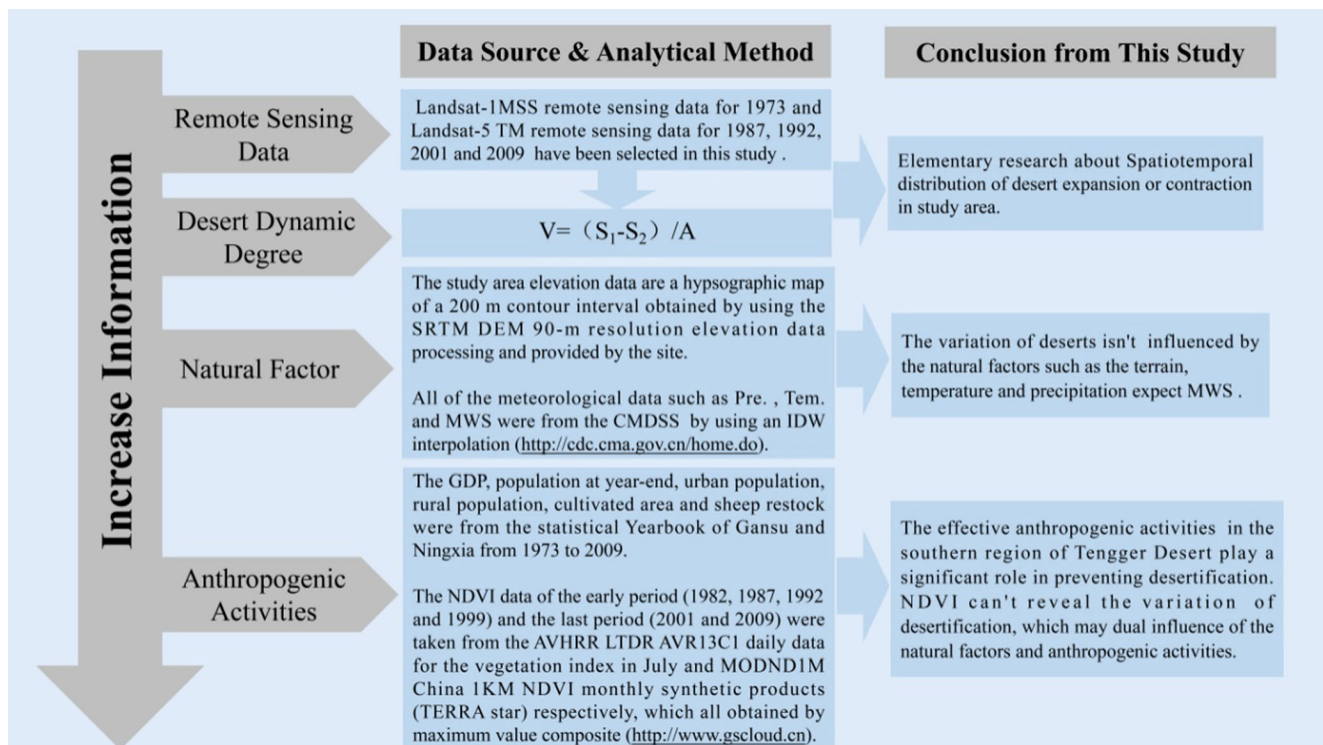 Data Source & Analytical Method
Conclusion from This Study
Increase Information
Remote Sensing
Data
Landsat-1MSS remote sensing data for 1973 and
Landsat-5 TM remote sensing data for 1987, 1992,
2001 and 2009 have been selected in this study .
Elementary research about Spatiotemporal
distribution of desert expansion or contraction
in study area.
Desert Dynamic
Degree
V=（S₁-S₂）/A
Natural Factor
The study area elevation data are a hypsographic map
of a 200 m contour interval obtained by using the
SRTM DEM 90-m resolution elevation data
processing and provided by the site.
All of the meteorological data such as Pre. , Tem.
and MWS were from the CMDSS by using an IDW
interpolation (http://cdc.cma.gov.cn/home.do).
The variation of deserts isn't influenced by
the natural factors such as the terrain,
temperature and precipitation expect MWS .
Anthropogenic
Activities
The GDP, population at year-end, urban population,
rural population, cultivated area and sheep restock
were from the statistical Yearbook of Gansu and
Ningxia from 1973 to 2009.
The NDVI data of the early period (1982, 1987, 1992
and 1999) and the last period (2001 and 2009) were
taken from the AVHRR LTDR AVR13C1 daily data
for the vegetation index in July and MODND1M
China 1KM NDVI monthly synthetic products
(TERRA star) respectively, which all obtained by
maximum value composite (http://www.gscloud.cn).
The effective anthropogenic activities in the
southern region of Tengger Desert play a
significant role in preventing desertification.
NDVI can't reveal the variation of
desertification, which may dual influence of the
natural factors and anthropogenic activities.